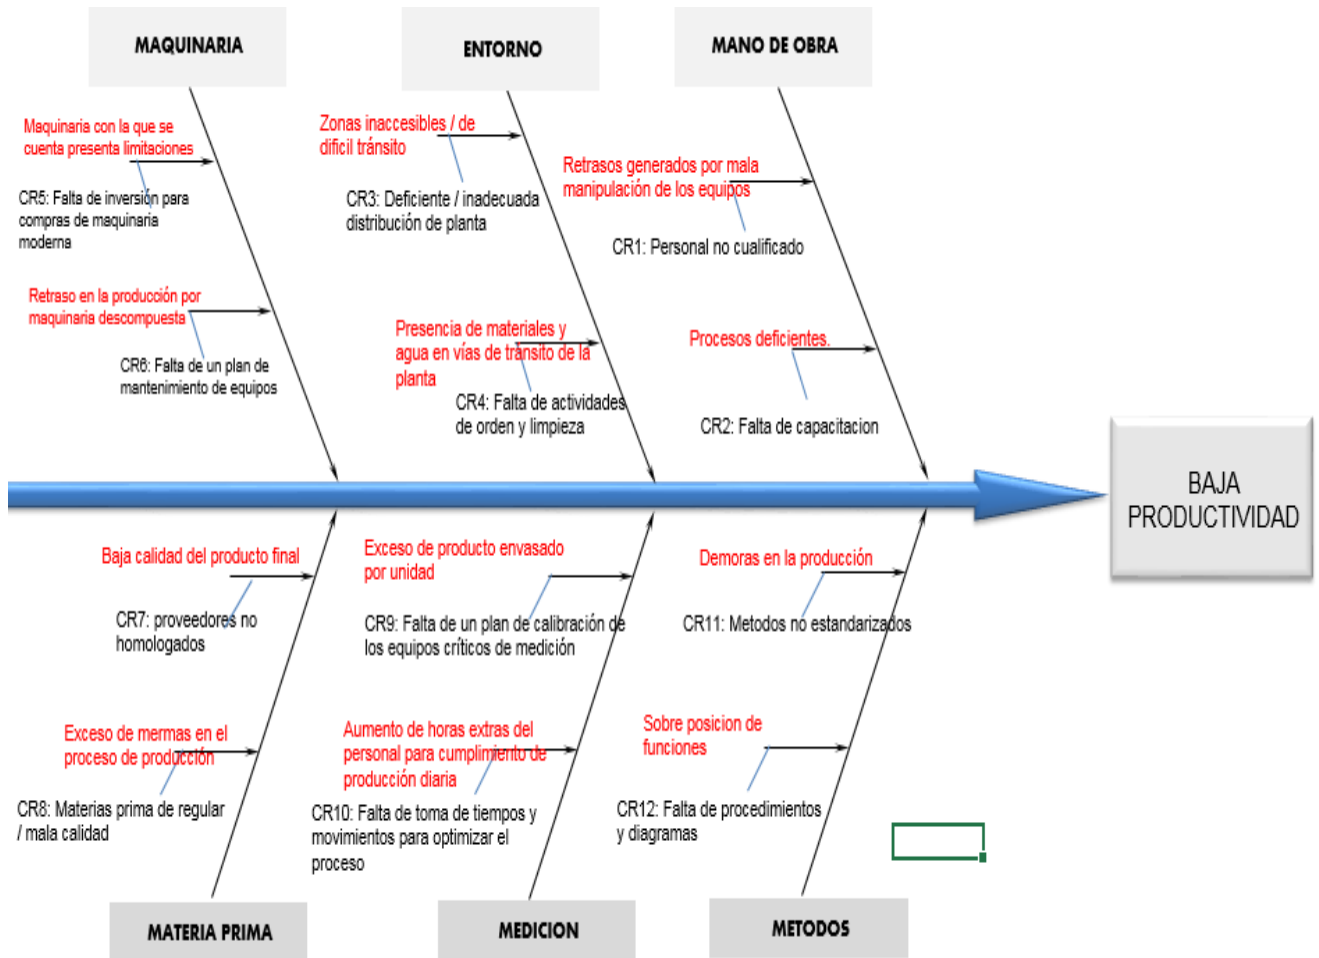 MAQUINARIA
ENTORNO
MANO DE OBRA
Maquinaria con la que se
cuenta presenta limitaciones
CR5: Falta de inversión para
compras de maquinaria
moderna
Retraso en la producción por
maquinaria descompuesta
CR6: Falta de un plan de
mantenimiento de equipos
Zonas inaccesibles / de
dificil tránsito
CR3: Deficiente / inadecuada
distribución de planta
Presencia de materiales y
agua en vías de tránsito de la
planta
CR4: Falta de actividades
de orden y limpieza
Retrasos generados por mala
manipulación de los equipos
CR1: Personal no cualificado
Procesos deficientes.
CR2: Falta de capacitacion
BAJA
PRODUCTIVIDAD
Baja calidad del producto final
CR7: proveedores no
homologados
Exceso de mermas en el
proceso de producción
CR8: Materias prima de regular
/ mala calidad
Exceso de producto envasado
por unidad
CR9: Falta de un plan de calibración de
los equipos críticos de medición
Aumento de horas extras del
personal para cumplimiento de
producción diaria
CR10: Falta de toma de tiempos y
movimientos para optimizar el
proceso
Demoras en la producción
CR11: Metodos no estandarizados
Sobre posicion de
funciones
CR12: Falta de procedimientos
y diagramas
MATERIA PRIMA
MEDICION
METODOS